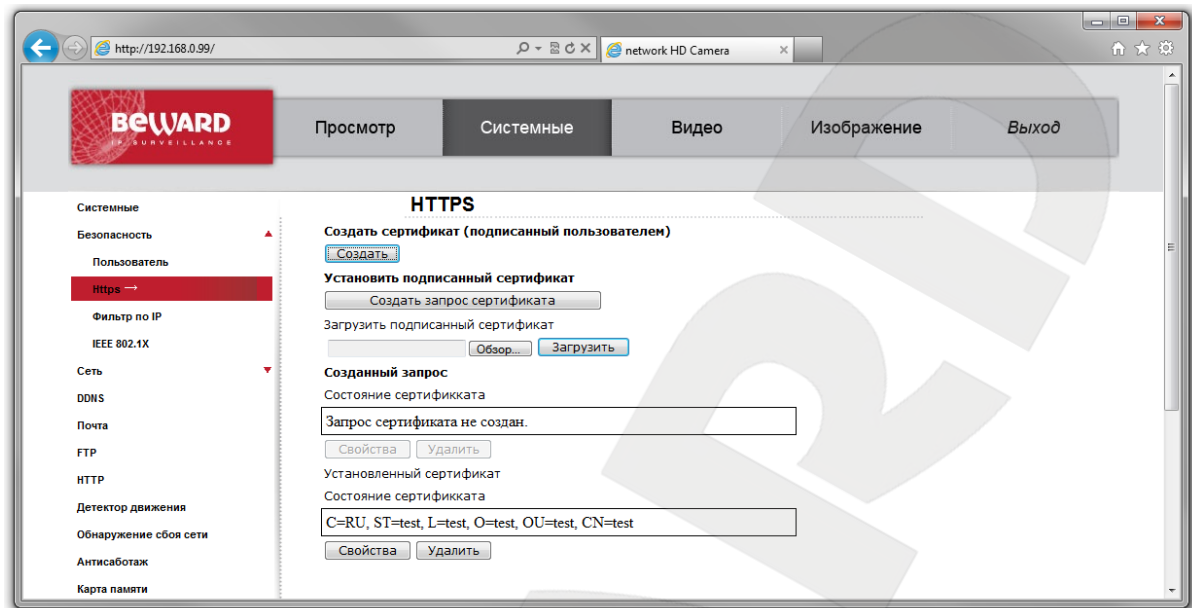 http://192.168.0.99/
network HD Camera
BEWARD
IP SURVEILLANCE
Просмотр
Системные
Видео
Изображение
Выход
Системные
Безопасность
Пользователь
Https →
Фильтр по IP
IEEE 802.1X
Сеть
DDNS
Почта
FTP
HTTP
Детектор движения
Обнаружение сбоя сети
Антисаботаж
Карта памяти
HTTPS
Создать сертификат (подписанный пользователем)
Создать
Установить подписанный сертификат
Создать запрос сертификата
Загрузить подписанный сертификат
Обзор... Загрузить
Созданный запрос
Состояние сертификката
Запрос сертификата не создан.
Свойства Удалить
Установленный сертификат
Состояние сертификката
C=RU, ST=test, L=test, O=test, OU=test, CN=test
Свойства Удалить